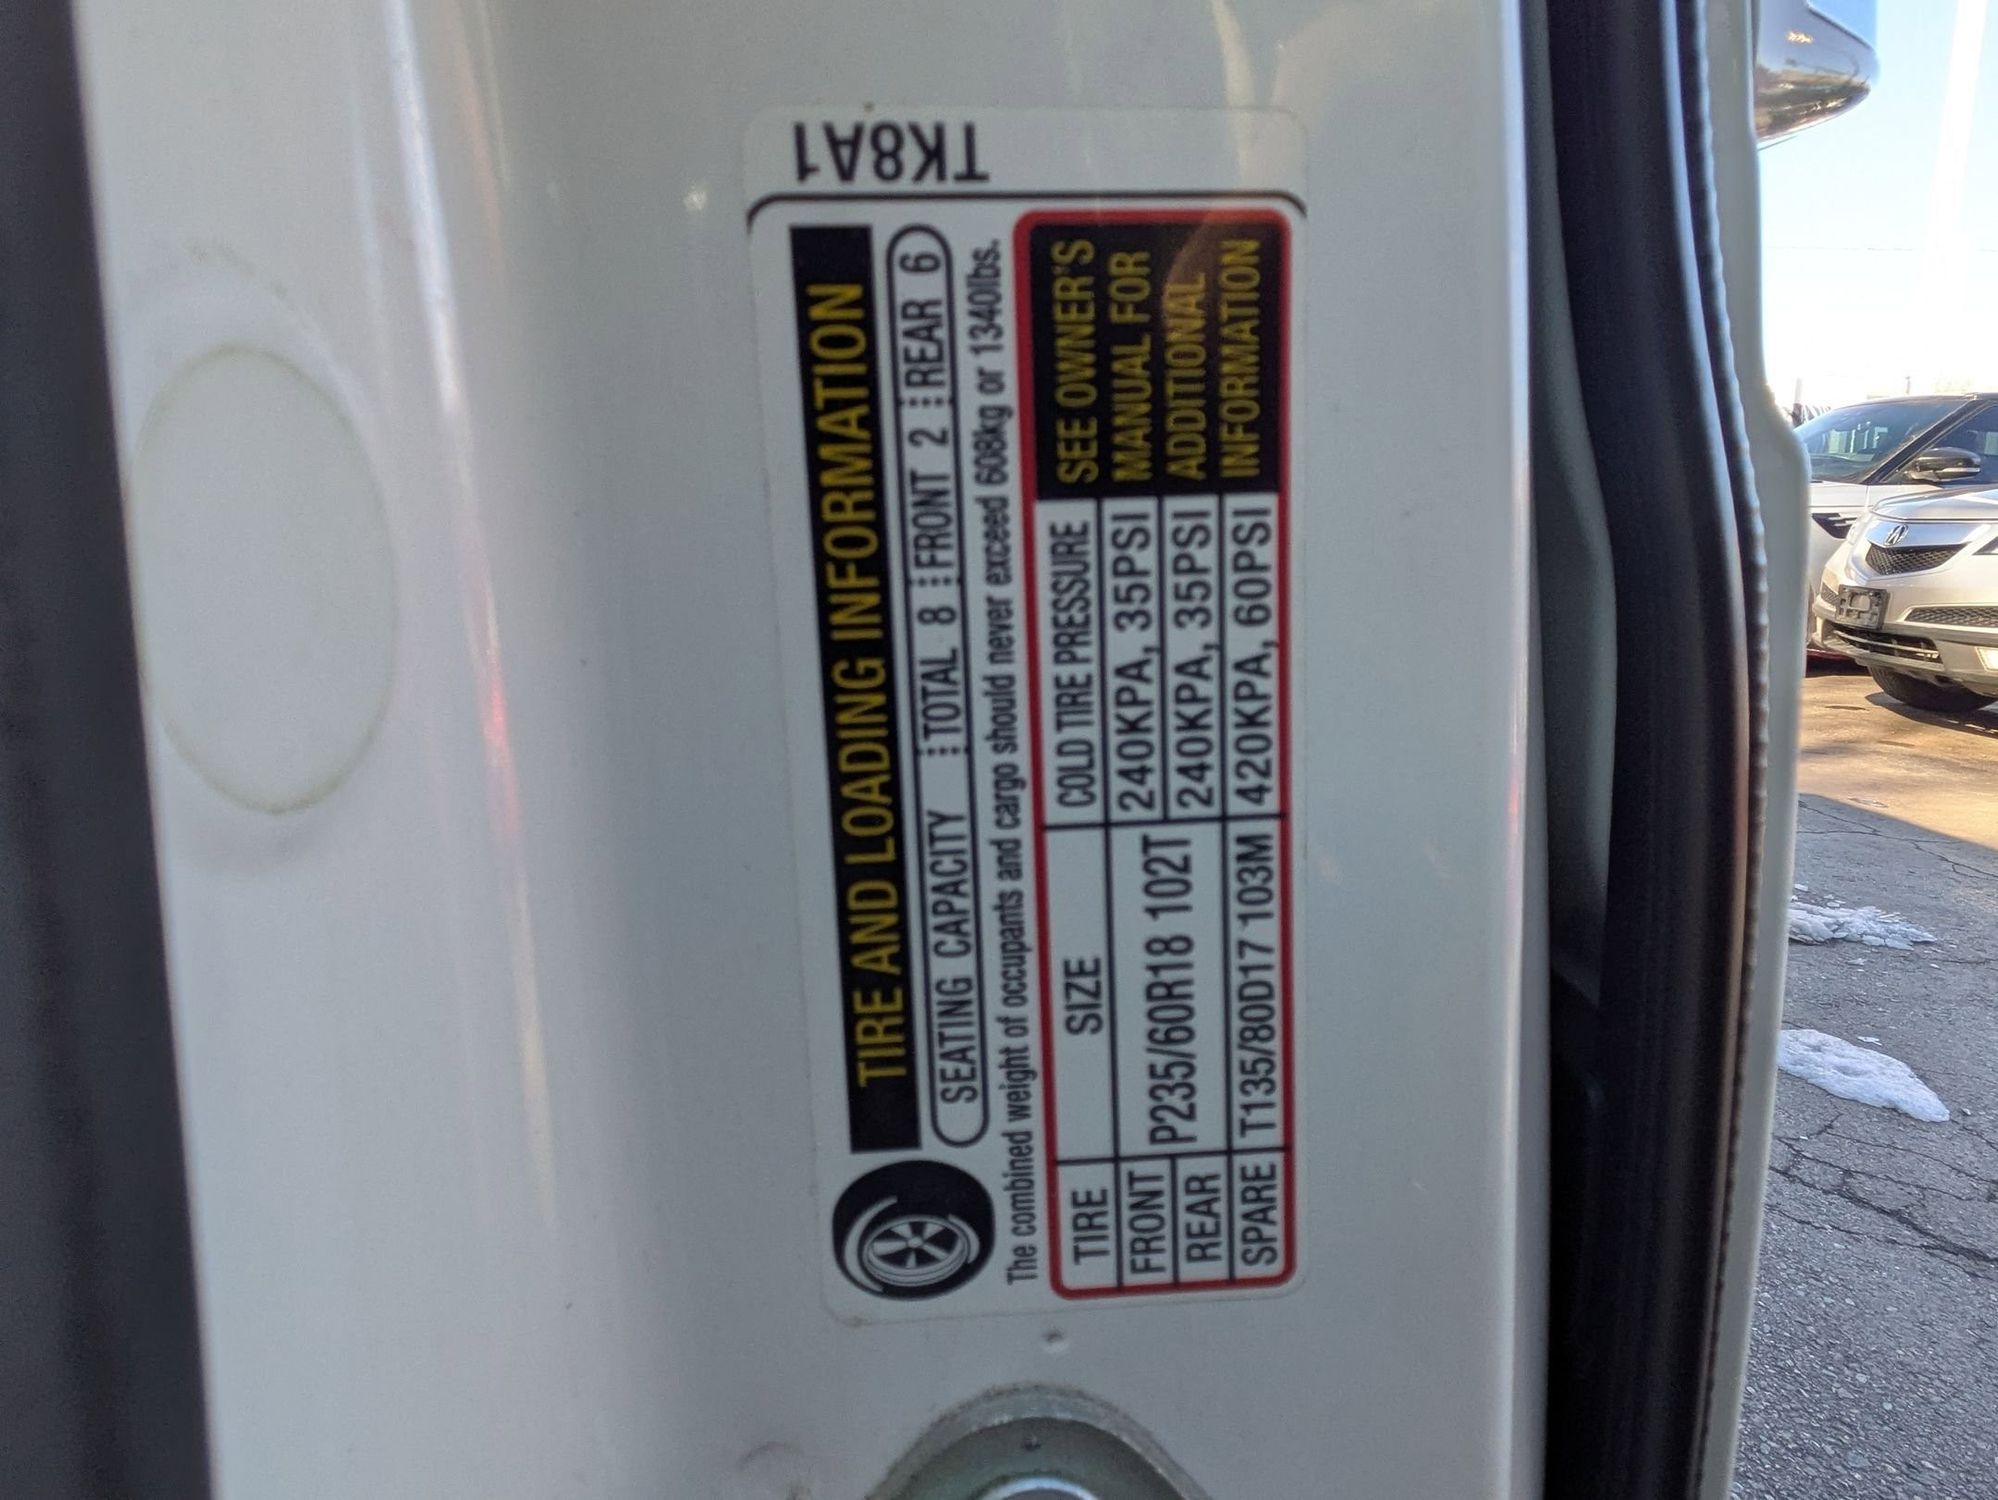 TK8A1
TIRE AND LOADING INFORMATION
SEATING CAPACITY TOTAL 8 FRONT 2 REAR 6
The combined weight of occupants and cargo should never exceed 608kg or 1340lbs.
TIRE SIZE COLD TIRE PRESSURE
FRONT P235/60R18 102T 240KPA, 35PSI
REAR 240KPA, 35PSI
SPARE T135/80D17 103M 420KPA, 60PSI
SEE OWNER'S
MANUAL FOR
ADDITIONAL
INFORMATION